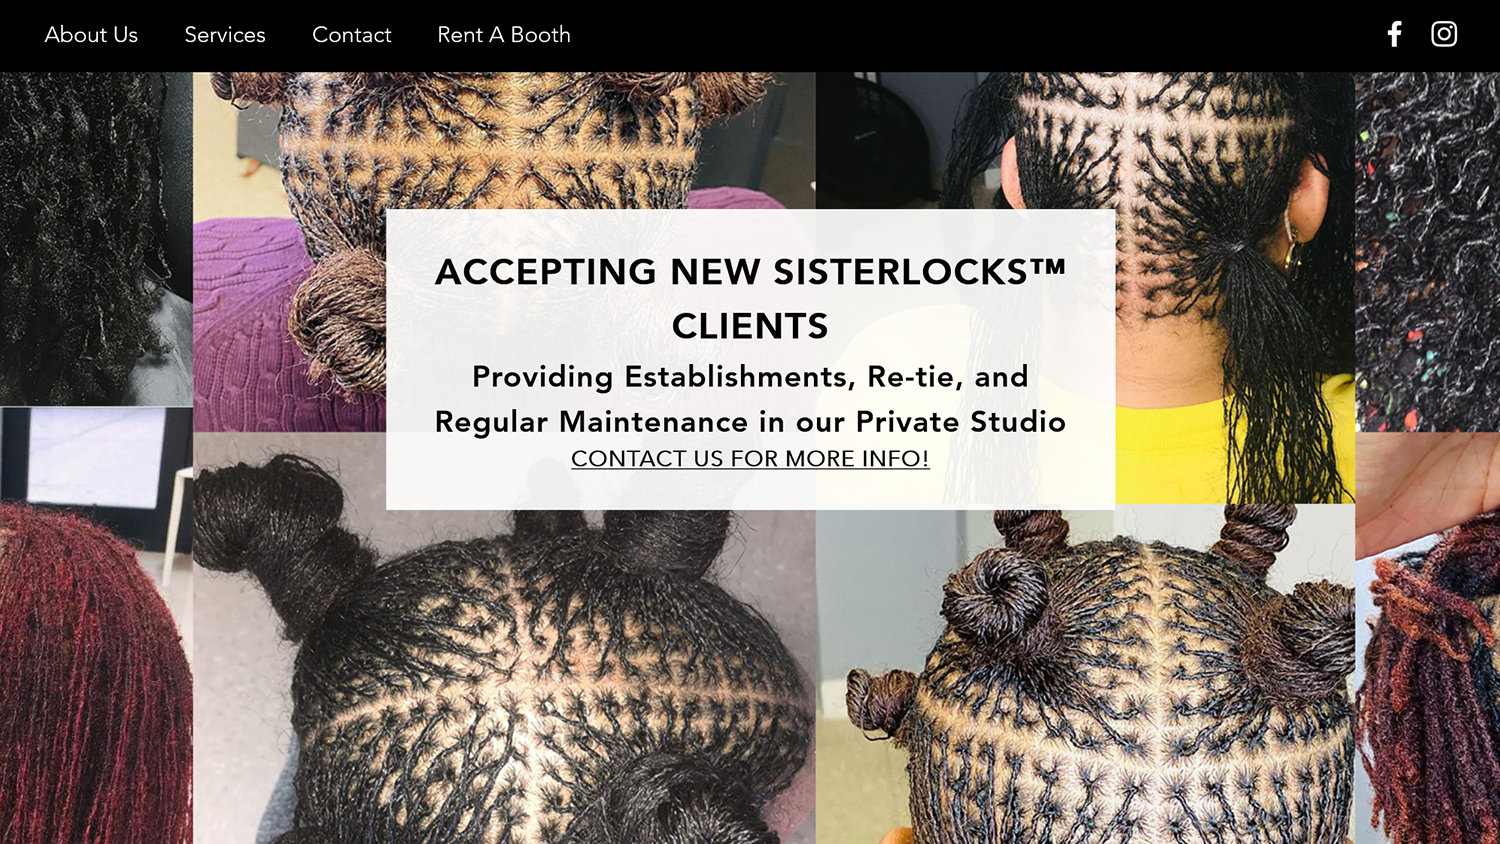 About Us
Services
Contact
Rent A Booth
ACCEPTING NEW SISTERLOCKS™
CLIENTS
Providing Establishments, Re-tie, and
Regular Maintenance in our Private Studio
CONTACT US FOR MORE INFO!